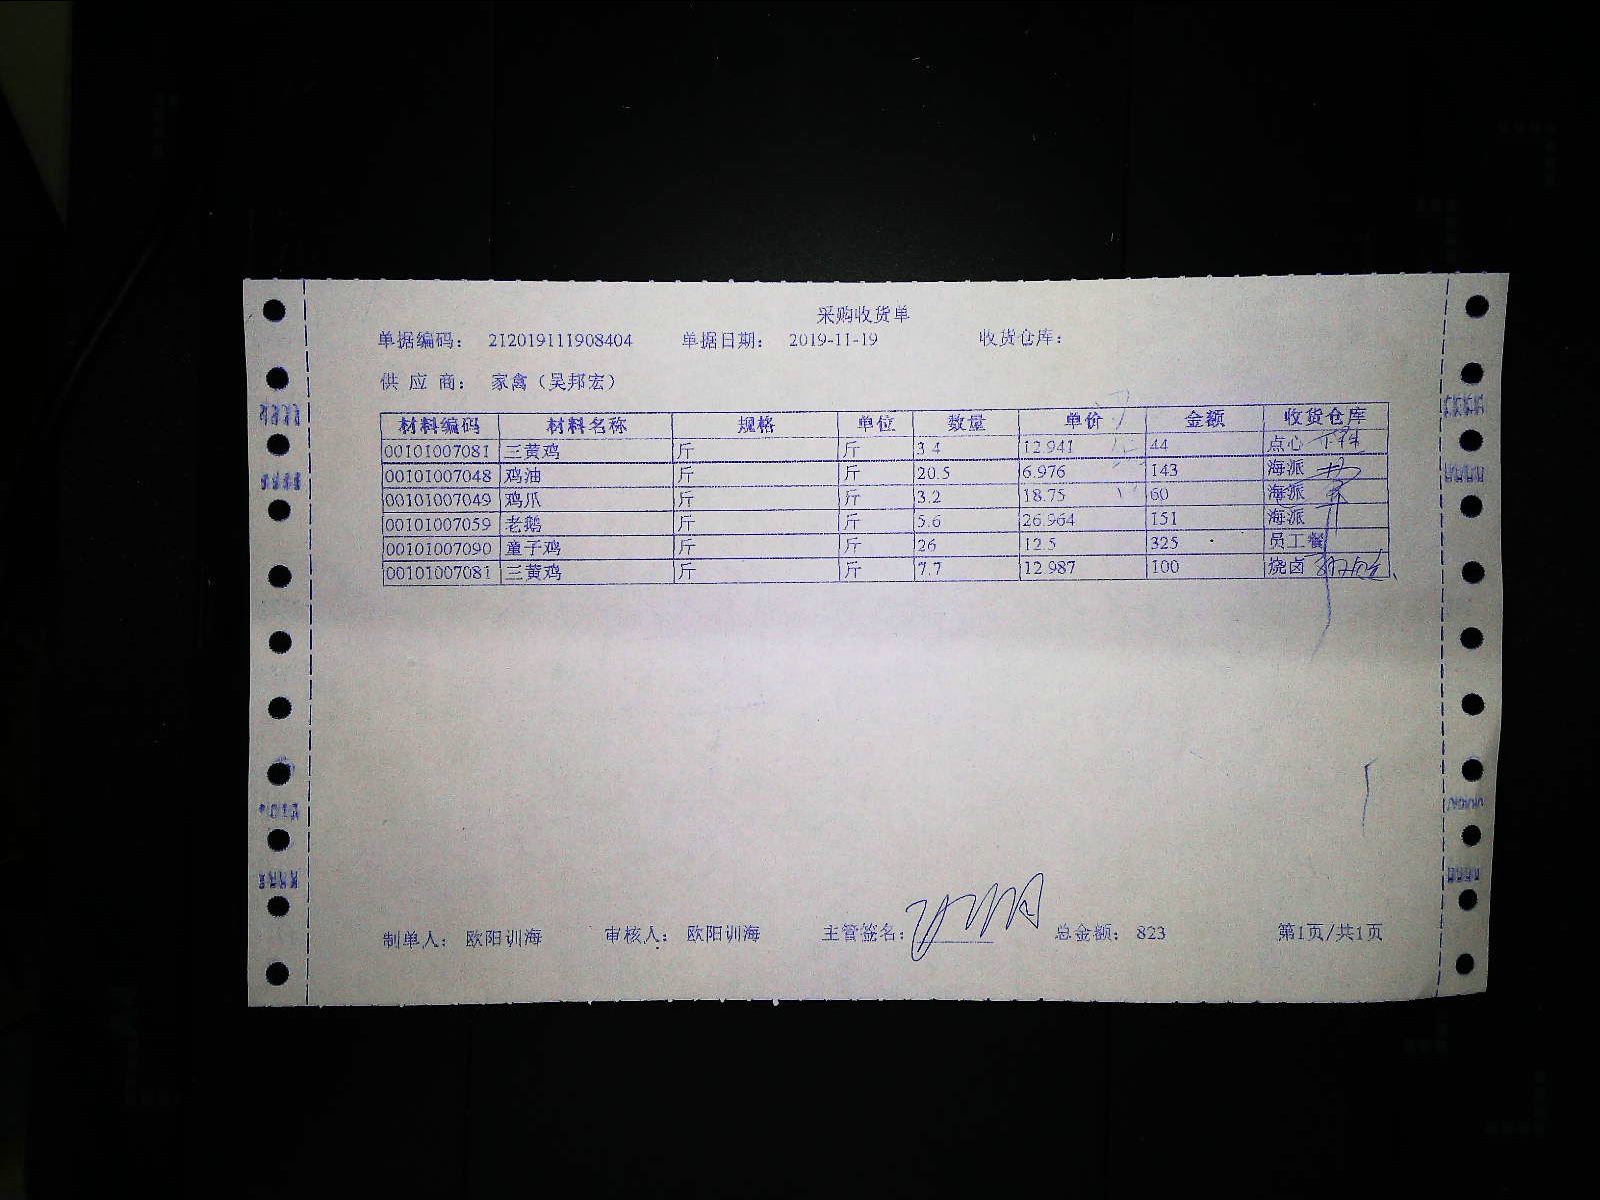 采购收货单
单据编码： 212019111908404 单据日期： 2019-11-19 收货仓库：
供 应 商： 家禽（吴邦宏）
材料编码 材料名称 规格 单位 数量 单价 金额 收货仓库
00101007081 三黄鸡 斤 斤 3.4 12.941 44 点心
00101007048 鸡油 斤 斤 20.5 6.976 143 海派
00101007049 鸡爪 斤 斤 3.2 18.75 60 海派
00101007059 老鹅 斤 斤 5.6 26.964 151 海派
00101007090 童子鸡 斤 斤 26 12.5 325 员工餐
00101007081 三黄鸡 斤 斤 7.7 12.987 100 烧卤
制单人： 欧阳训海 审核人： 欧阳训海 主管签名： 总金额： 823 第1页/共1页